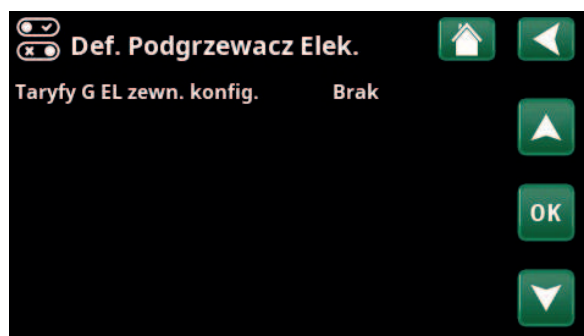 Def. Podgrzewacz Elek.
Taryfy G EL zewn. konfig. Brak
OK